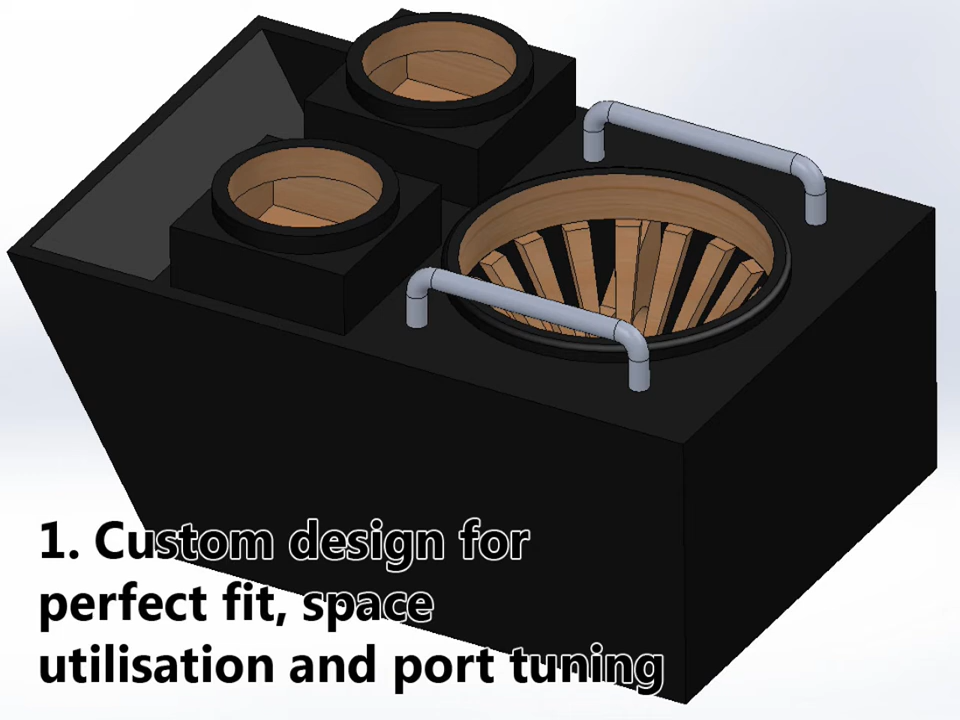 1. Custom design for
perfect fit, space
utilisation and port tuning